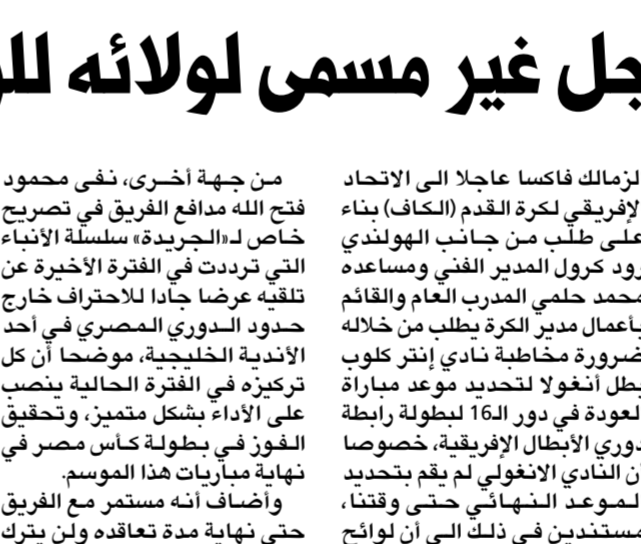 غير مسمى لولائه
لزمالك فاكسا عاجلا الى الاتحاد
لإفريقي لكرة القدم (الكاف) بناء
على طلب من جانب الهولندي
رود كرول المدير الفني ومساعده
محمد حلمي المدرب العام والقائم
بأعمال مدير الكرة يطلب من خلاله
ضرورة مخاطبة نادي إنتر كلوب
بطل أنغولا لتحديد موعد مباراة
لعودة في دور الـ16 لبطولة رابطة
دوري الأبطال الإفريقية، خصوصا
ن النادي الانغولي لم يقم بتحديد
لموعد النهائي حتى وقتنا،
مستندين في ذلك الى أن لوائح
من جهة أخرى، نفى محمود
فتح الله مدافع الفريق في تصريح
خاص لـ«الجريدة» سلسلة الأنباء
التي ترددت في الفترة الأخيرة عن
تلقيه عرضا جادا للاحتراف خارج
حدود الدوري المصري في أحد
الأندية الخليجية، موضحا أن كل
تركيزه في الفترة الحالية ينصب
على الأداء بشكل متميز، وتحقيق
الفوز في بطولة كأس مصر في
نهاية مباريات هذا الموسم.
وأضاف أنه مستمر مع الفريق
حتى نهاية مدة تعاقده ولن يترك